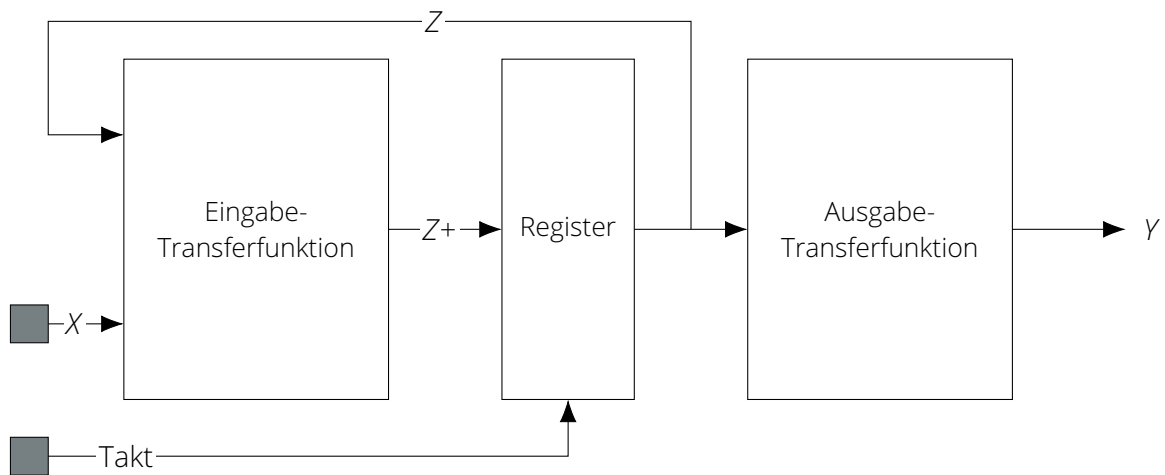 Z
Eingabe-
Transferfunktion
Z+
Register
Ausgabe-
Transferfunktion
Y
X
Takt